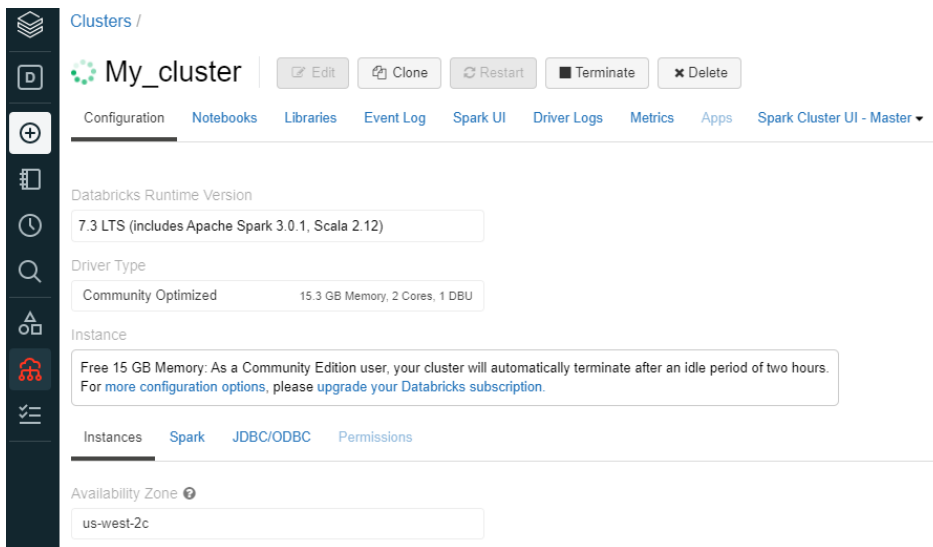 Clusters /
My_cluster Edit Clone Restart Terminate Delete
Configuration Notebooks Libraries Event Log Spark UI Driver Logs Metrics Apps Spark Cluster UI - Master
Databricks Runtime Version
7.3 LTS (includes Apache Spark 3.0.1, Scala 2.12)
Driver Type
Community Optimized 15.3 GB Memory, 2 Cores, 1 DBU
Instance
Free 15 GB Memory: As a Community Edition user, your cluster will automatically terminate after an idle period of two hours.
For more configuration options, please upgrade your Databricks subscription.
Instances Spark JDBC/ODBC Permissions
Availability Zone ?
us-west-2c
D